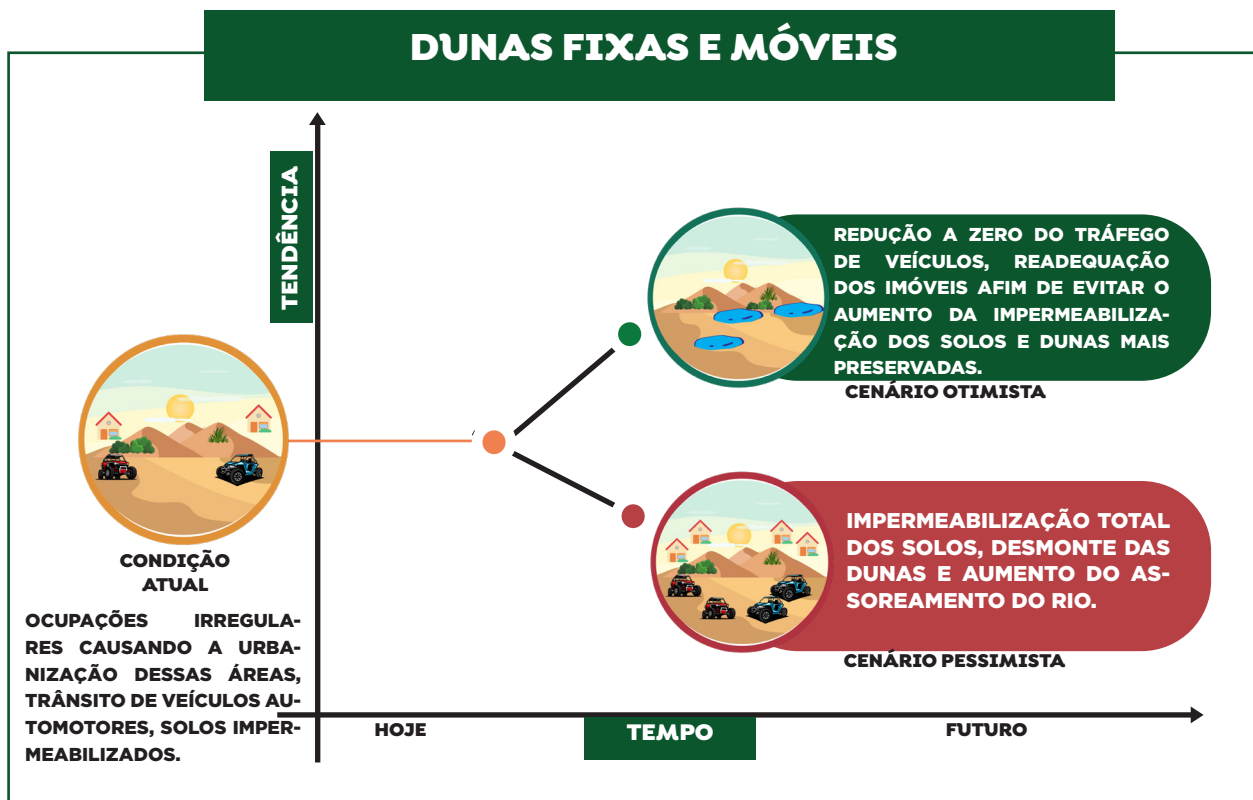 DUNAS FIXAS E MÓVEIS
TENDÊNCIA
REDUÇÃO A ZERO DO TRÁFEGO
DE VEÍCULOS, READEQUAÇÃO
DOS IMÓVEIS AFIM DE EVITAR O
AUMENTO DA IMPERMEABILIZA-
ÇÃO DOS SOLOS E DUNAS MAIS
PRESERVADAS.
CENÁRIO OTIMISTA
CONDIÇÃO
ATUAL
OCUPAÇÕES IRREGULA-
RES CAUSANDO A URBA-
NIZAÇÃO DESSAS ÁREAS,
TRÂNSITO DE VEÍCULOS AU-
TOMOTORES, SOLOS IMPER-
MEABILIZADOS.
IMPERMEABILIZAÇÃO TOTAL
DOS SOLOS, DESMONTE DAS
DUNAS E AUMENTO DO AS-
SOREAMENTO DO RIO.
CENÁRIO PESSIMISTA
HOJE
TEMPO
FUTURO